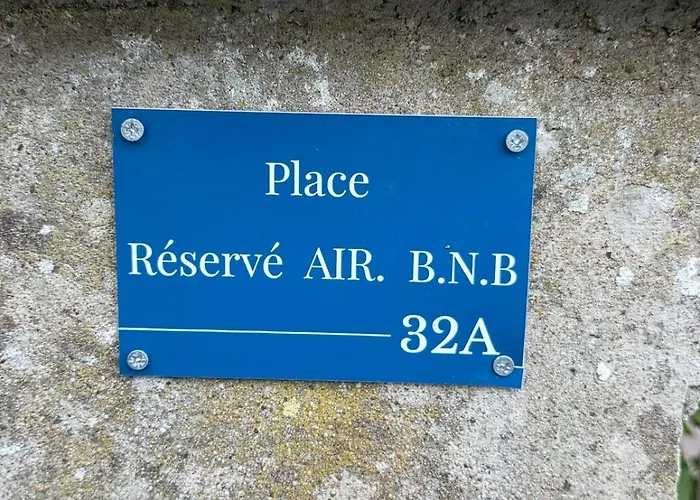 Place
Réservé AIR. B.N.B
32A